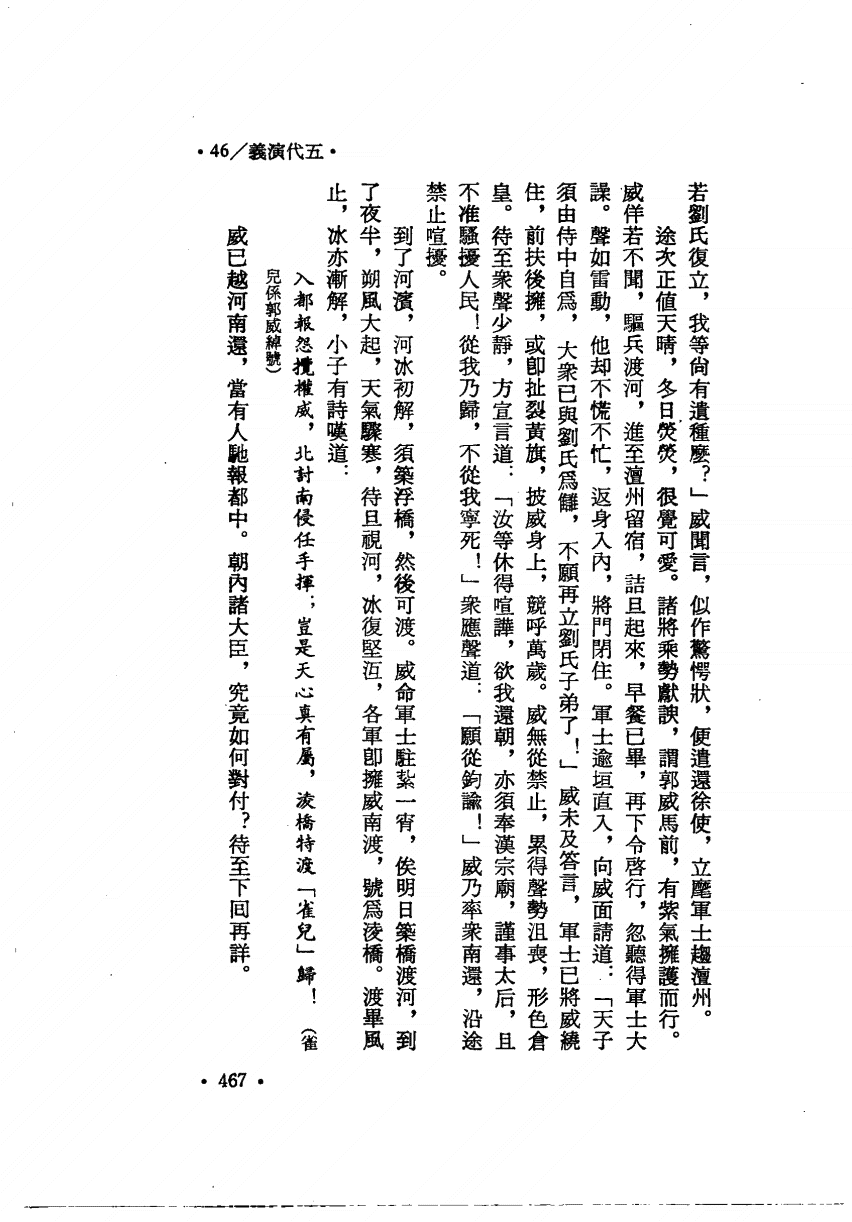 •46／義演代五•
若劉氏復立，我等尙有遺種麼？」威聞言，似作驚愕狀，便遣還徐使，立麾軍士趨澶州。
途次正値天晴，冬日熒熒，很覺可愛。諸將乘勢獻諛，謂郭威馬前，有紫氣擁護而行。
威佯若不聞，驅兵渡河，進至澶州留宿，詰旦起來，早餐已畢，再下令啓行，忽聽得軍士大
譟。聲如雷動，他却不慌不忙，返身入內，將門閉住。軍士逾垣直入，向威面請道：「天子
須由侍中自爲，大衆已與劉氏爲讎，不願再立劉氏子弟了！」威未及答言，軍士已將威繞
住，前扶後擁，或卽扯裂黃旗，披威身上，競呼萬歲。威無從禁止，累得聲勢沮喪，形色倉
皇。待至衆聲少靜，方宣言道：「汝等休得喧譁，欲我還朝，亦須奉漢宗廟，謹事太后，且
不准騷擾人民！從我乃歸，不從我寧死！」衆應聲道：「願從鈞諭！」威乃率衆南還，沿途
禁止喧擾。
到了河濱，河冰初解，須築浮橋，然後可渡。威命軍士駐紮一宵，俟明日築橋渡河，到
了夜半，朔風大起，天氣驟寒，待旦視河，冰復堅沍，各軍卽擁威南渡，號爲淩橋。渡畢風
止，冰亦漸解，小子有詩嘆道：
入都報怨攬權威，北討南侵任手揮；豈是天心真有屬，淩橋特渡「雀兒」歸！（雀
兒係郭威綽號）
威已越河南還，當有人馳報都中。朝內諸大臣，究竟如何對付？待至下回再詳。
•467•